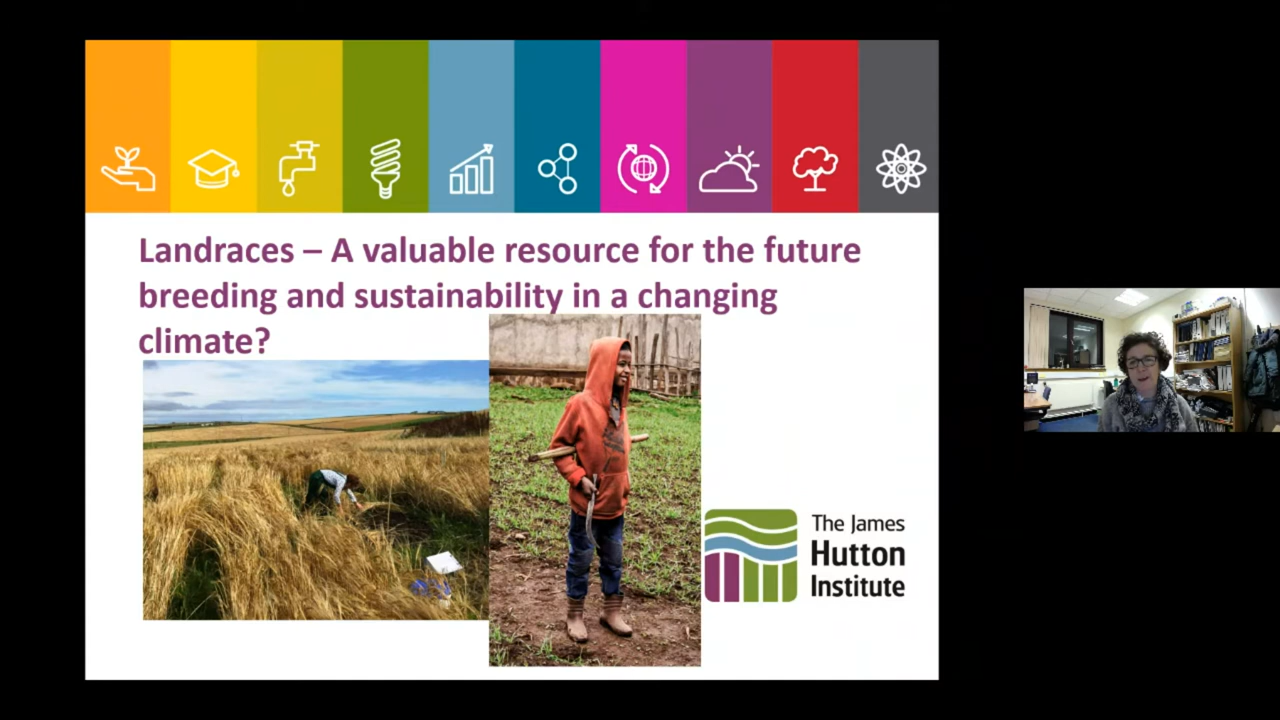 Landraces – A valuable resource for the future
breeding and sustainability in a changing
climate?
The James
Hutton
Institute